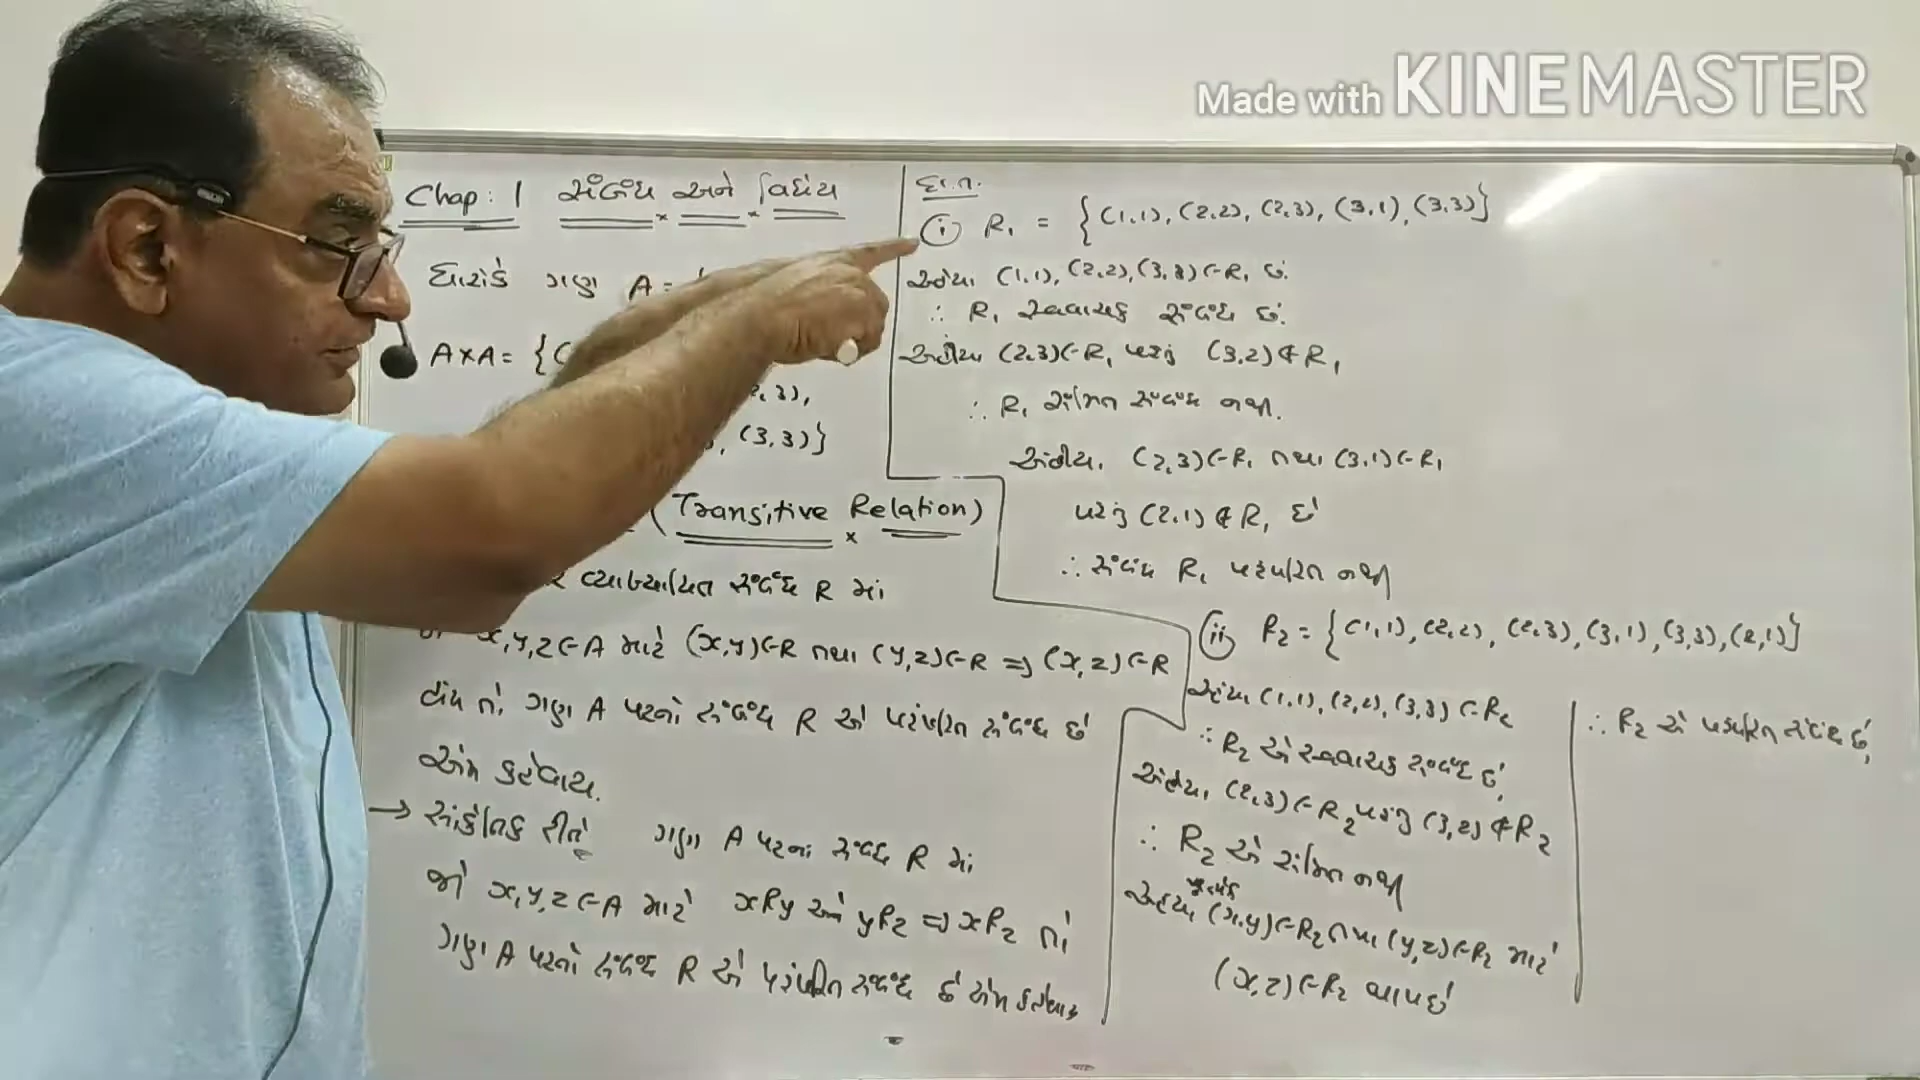 Made with KINEMASTER
Chap: 1 સંબંધ અને વિધેય
ધારોકે ગણ A =
A×A = {(
2,3),
(3,3)}
(Transitive Relation)
વ્યાખ્યાયિત સંબંધ R માં
x,y,z ∈ A માટે (x,y)∈R તથા (y,z)∈R ⇒ (x,z)∈R
હોય તો ગણ A પરનો સંબંધ R એ પરંપરિત સંબંધ છે
એમ કહેવાય.
→ સાંકેતિક રીતે ગણ A પરના સંબંધ R માં
જો x,y,z∈A માટે xRy અને yRz ⇒ xRz તો
ગણ A પરનો સંબંધ R એ પરંપરિત સંબંધ છે એમ કહેવાય
દા.ત.
(i) R₁ = {(1,1), (2,2), (2,3), (3,1), (3,3)}
અહીંયા (1,1), (2,2), (3,3)∈R₁ છે.
∴ R₁ સ્વવાચક સંબંધ છે.
અહીંયા (2,3)∈R₁ પરંતુ (3,2)∉R₁
∴ R₁ સંમિત સંબંધ નથી.
અહીંયા (2,3)∈R₁ તથા (3,1)∈R₁
પરંતુ (2,1)∉R₁ છે
∴ સંબંધ R₁ પરંપરિત નથી
(ii) R₂ = {(1,1), (2,2), (2,3), (3,1), (3,3), (2,1)}
અહીંયા (1,1), (2,2), (3,3)∈R₂
∴ R₂ એ સ્વવાચક સંબંધ છે,
અહીંયા (2,3)∈R₂ પરંતુ (3,2)∉R₂
∴ R₂ એ સંમિત નથી
અહીંયા પ્રત્યેક (x,y)∈R₂ તથા (y,z)∈R₂ માટે
(x,z)∈R₂ થાય છે
∴ R₂ એ પરંપરિત સંબંધ છે,